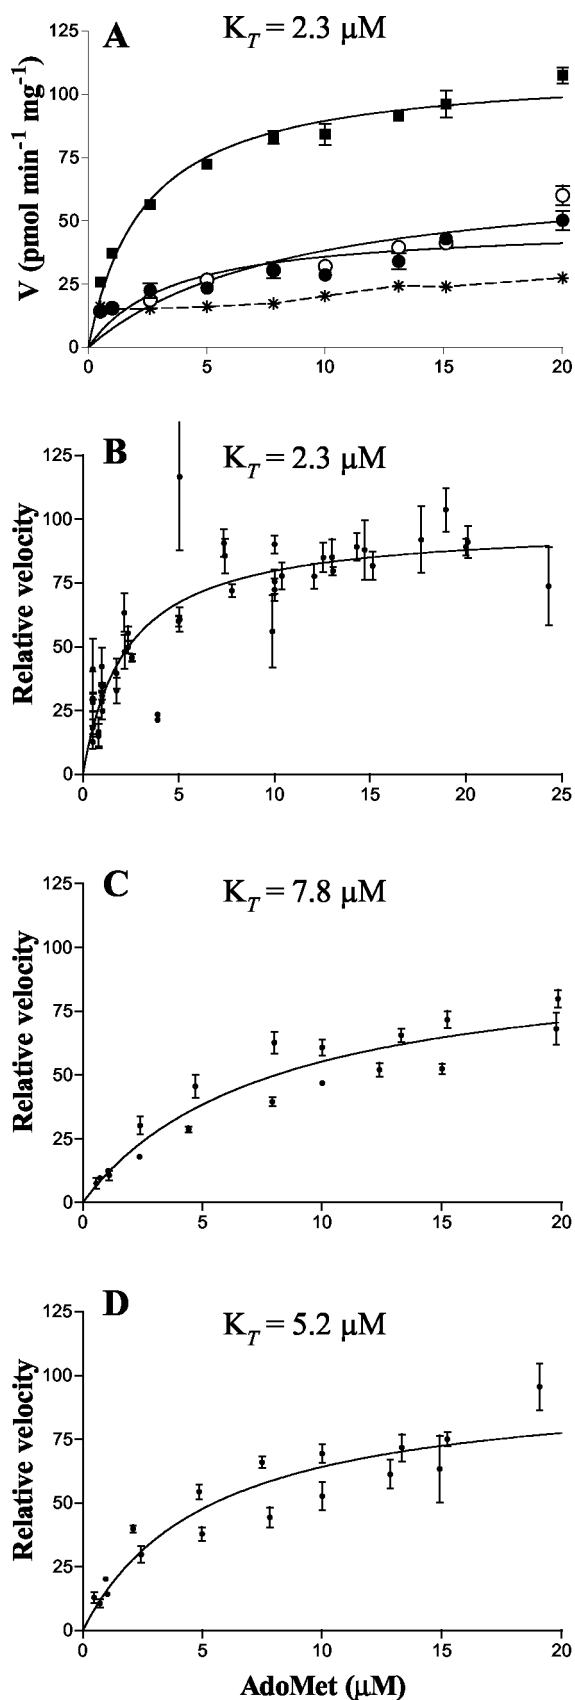 A K_T = 2.3 μM
V (pmol min⁻¹ mg⁻¹)
125
100
75
50
25
0
0 5 10 15 20
B K_T = 2.3 μM
Relative velocity
125
100
75
50
25
0
0 5 10 15 20 25
C K_T = 7.8 μM
Relative velocity
125
100
75
50
25
0
0 5 10 15 20
D K_T = 5.2 μM
Relative velocity
125
100
75
50
25
0
0 5 10 15 20
AdoMet (μM)